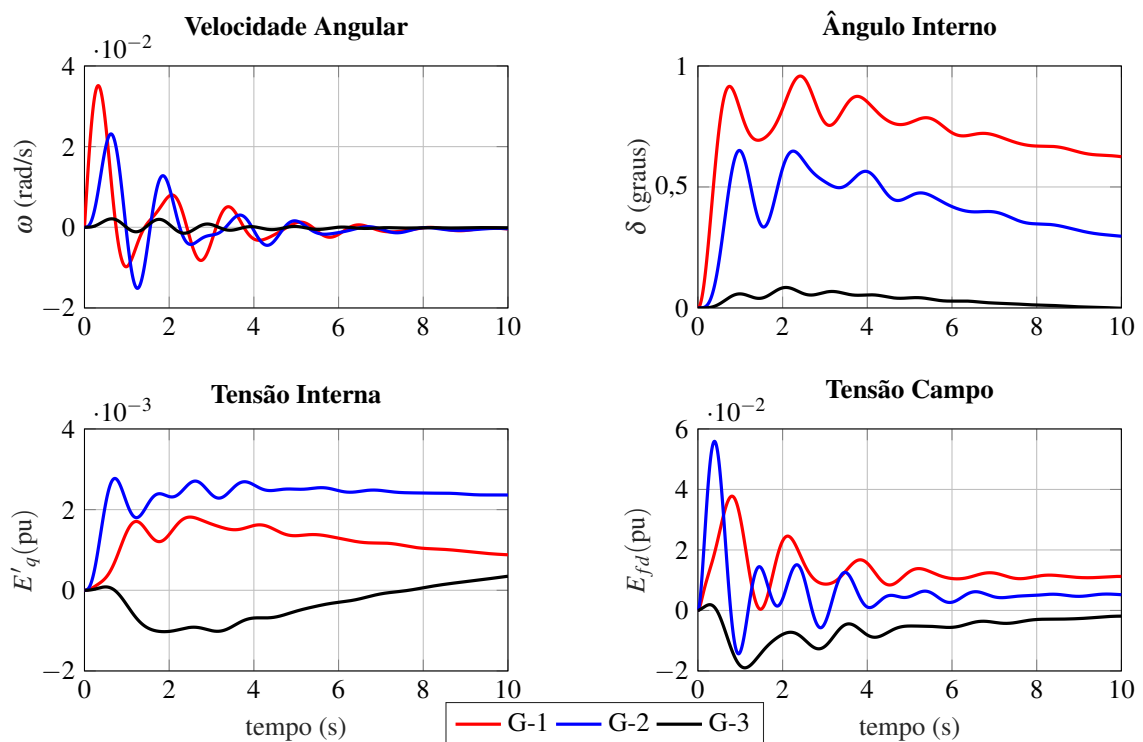 Velocidade Angular
·10⁻²
4
2
0
−2
ω (rad/s)
0 2 4 6 8 10
Ângulo Interno
1
0,5
0
δ (graus)
0 2 4 6 8 10
Tensão Interna
·10⁻³
4
2
0
−2
E′q(pu)
0 2 4 6 8 10
tempo (s)
Tensão Campo
·10⁻²
6
4
2
0
−2
Efd(pu)
0 2 4 6 8 10
tempo (s)
G-1 G-2 G-3